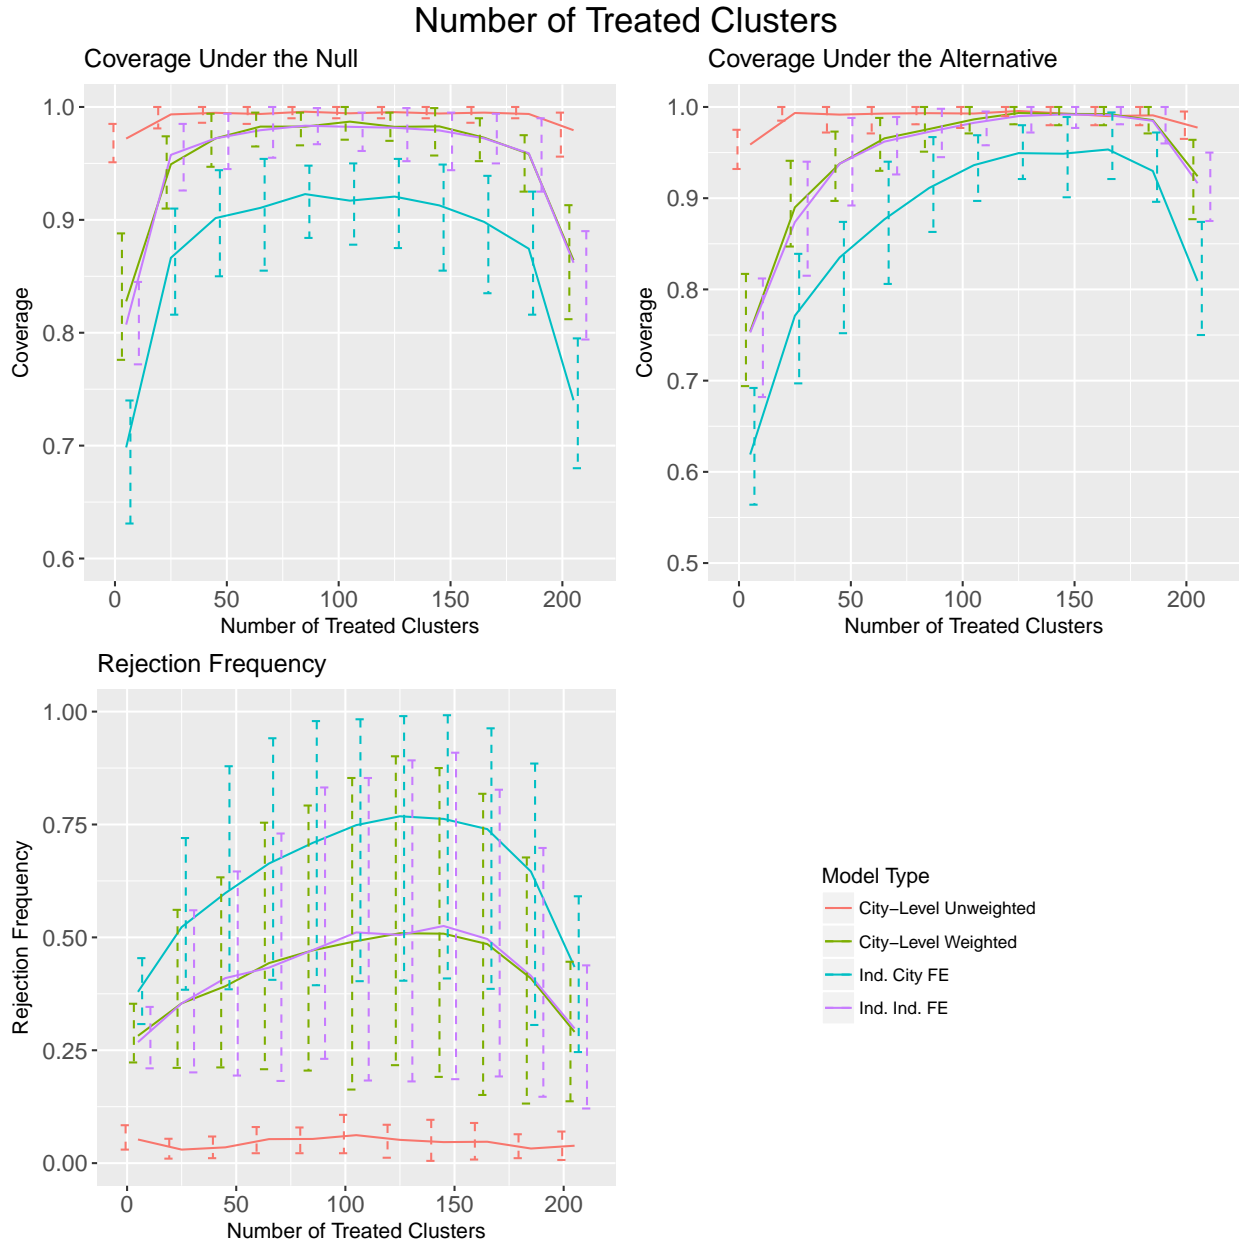 Number of Treated Clusters
Coverage Under the Null
Coverage Under the Alternative
Coverage
1.0
0.9
0.8
0.7
0.6
0 50 100 150 200
Number of Treated Clusters
Coverage
1.0
0.9
0.8
0.7
0.6
0.5
0 50 100 150 200
Number of Treated Clusters
Rejection Frequency
Rejection Frequency
1.00
0.75
0.50
0.25
0.00
0 50 100 150 200
Number of Treated Clusters
Model Type
City−Level Unweighted
City−Level Weighted
Ind. City FE
Ind. Ind. FE